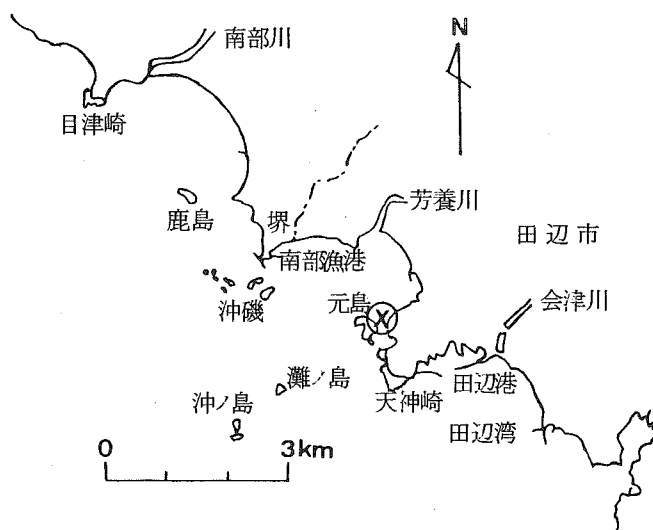 南部川
N
目津崎
鹿島
堺
芳養川
南部漁港
田辺市
元島
X
会津川
沖磯
灘ノ島
天神崎
田辺港
沖ノ島
田辺湾
0 3km